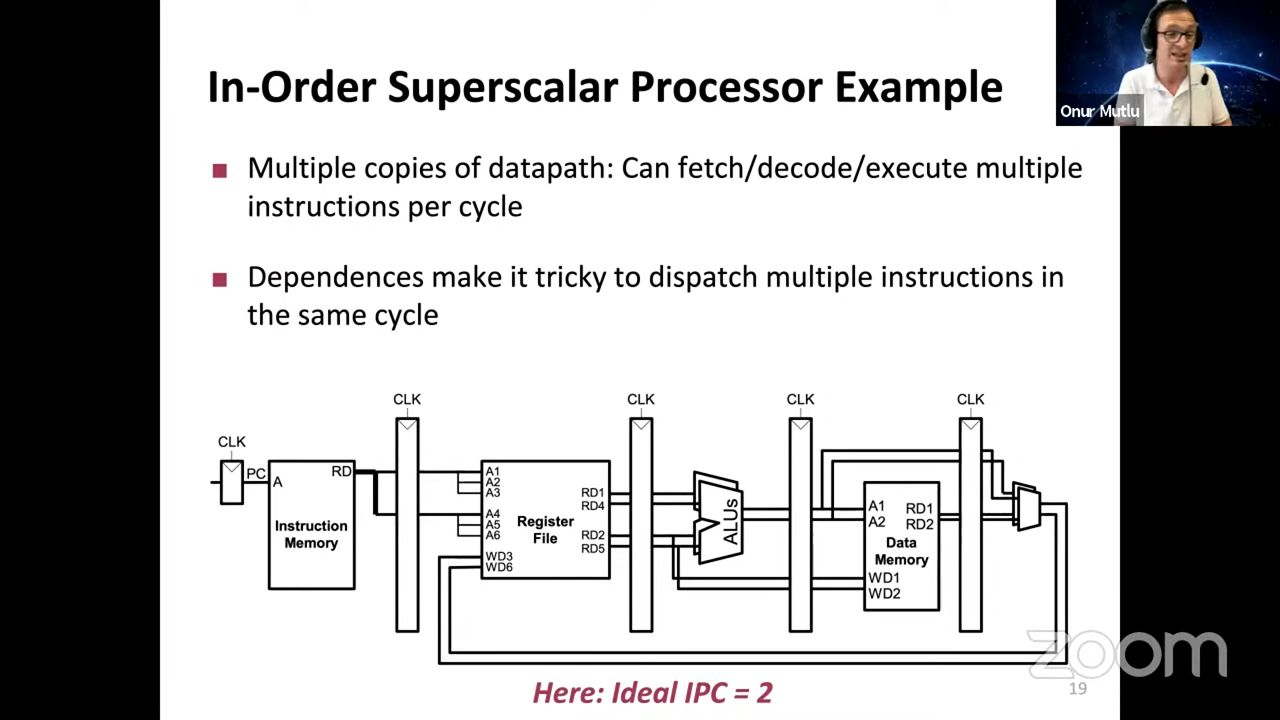 In-Order Superscalar Processor Example
Onur Mutlu
■ Multiple copies of datapath: Can fetch/decode/execute multiple
instructions per cycle
■ Dependences make it tricky to dispatch multiple instructions in
the same cycle
CLK
CLK
CLK
CLK
CLK
PC
A
RD
Instruction
Memory
A1
A2
A3
A4
A5
A6
WD3
WD6
Register
File
RD1
RD4
RD2
RD5
ALUs
A1
A2
RD1
RD2
Data
Memory
WD1
WD2
zoom
Here: Ideal IPC = 2
19